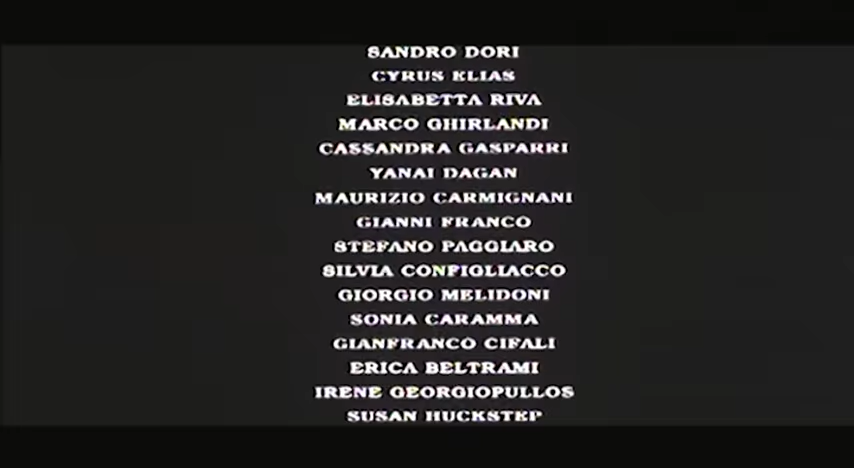 SANDRO DORI
CYRUS ELIAS
ELISABETTA RIVA
MARCO GHIRLANDI
CASSANDRA GASPARRI
YANAI DAGAN
MAURIZIO CARMIGNANI
GIANNI FRANCO
STEFANO PAGGIARO
SILVIA CONFIGLIACCO
GIORGIO MELIDONI
SONIA CARAMMA
GIANFRANCO CIFALI
ERICA BELTRAMI
IRENE GEORGIOPULLOS
SUSAN HUCKSTEP